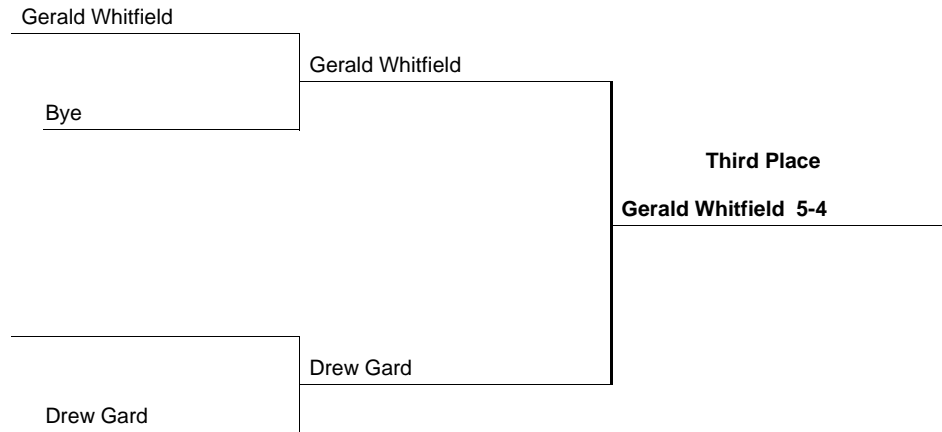 Gerald Whitfield
Gerald Whitfield
Bye
Third Place
Gerald Whitfield 5-4
Drew Gard
Drew Gard